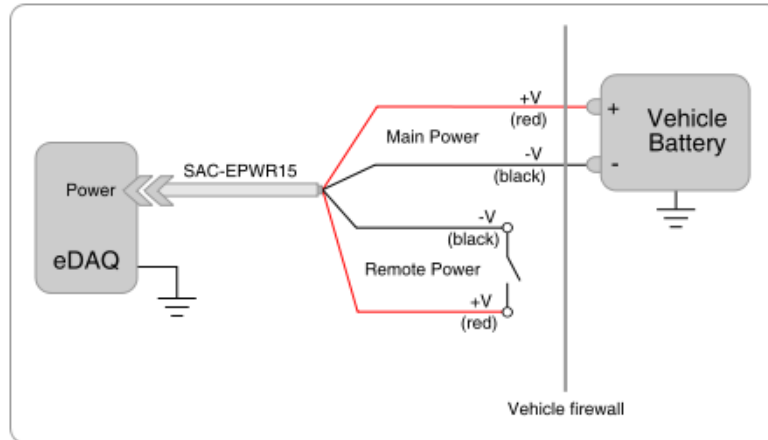 +V
(red)
+
Vehicle
Battery
Main Power
SAC-EPWR15
-V
(black)
-
Power
-V
(black)
eDAQ
Remote Power
+V
(red)
Vehicle firewall